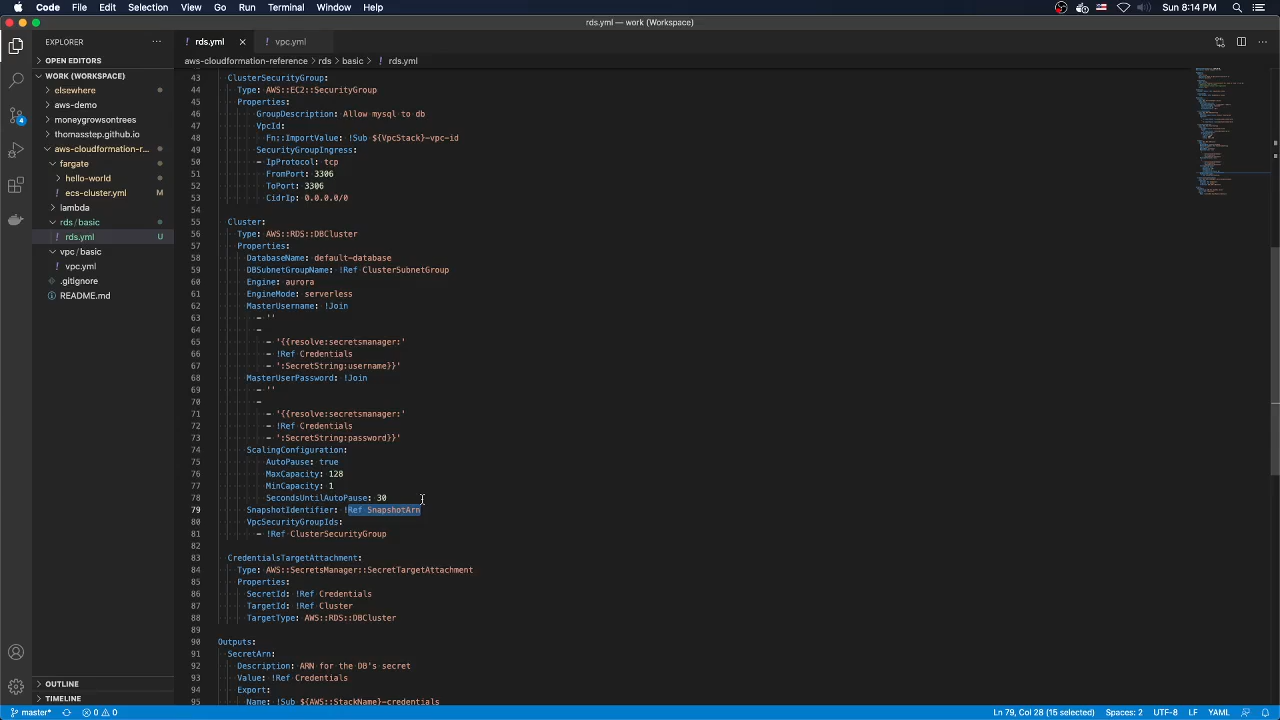 Code File Edit Selection View Go Run Terminal Window Help Sun 8:14 PM
rds.yml — work (Workspace)
EXPLORER
rds.yml vpc.yml
OPEN EDITORS
aws-cloudformation-reference > rds > basic > ! rds.yml
WORK (WORKSPACE)
elsewhere
aws-demo
moneygrowsontrees
thomasstep.github.io
aws-cloudformation-r...
fargate
hello-world
ecs-cluster.yml M
lambda
rds/basic
rds.yml U
vpc/basic
vpc.yml
.gitignore
README.md
4
43 ClusterSecurityGroup:
44 Type: AWS::EC2::SecurityGroup
45 Properties:
46 GroupDescription: Allow mysql to db
47 VpcId:
48 Fn::ImportValue: !Sub ${VpcStack}-vpc-id
49 SecurityGroupIngress:
50 - IpProtocol: tcp
51 FromPort: 3306
52 ToPort: 3306
53 CidrIp: 0.0.0.0/0
54
55 Cluster:
56 Type: AWS::RDS::DBCluster
57 Properties:
58 DatabaseName: default-database
59 DBSubnetGroupName: !Ref ClusterSubnetGroup
60 Engine: aurora
61 EngineMode: serverless
62 MasterUsername: !Join
63 - ''
64 -
65 - '{{resolve:secretsmanager:'
66 - !Ref Credentials
67 - ':SecretString:username}}'
68 MasterUserPassword: !Join
69 - ''
70 -
71 - '{{resolve:secretsmanager:'
72 - !Ref Credentials
73 - ':SecretString:password}}'
74 ScalingConfiguration:
75 AutoPause: true
76 MaxCapacity: 128
77 MinCapacity: 1
78 SecondsUntilAutoPause: 30
79 SnapshotIdentifier: !Ref SnapshotArn
80 VpcSecurityGroupIds:
81 - !Ref ClusterSecurityGroup
82
83 CredentialsTargetAttachment:
84 Type: AWS::SecretsManager::SecretTargetAttachment
85 Properties:
86 SecretId: !Ref Credentials
87 TargetId: !Ref Cluster
88 TargetType: AWS::RDS::DBCluster
89
90 Outputs:
91 SecretArn:
92 Description: ARN for the DB's secret
93 Value: !Ref Credentials
94 Export:
95 Name: !Sub ${AWS::StackName}-credentials
OUTLINE
TIMELINE
master* 0 0 Ln 79, Col 28 (15 selected) Spaces: 2 UTF-8 LF YAML